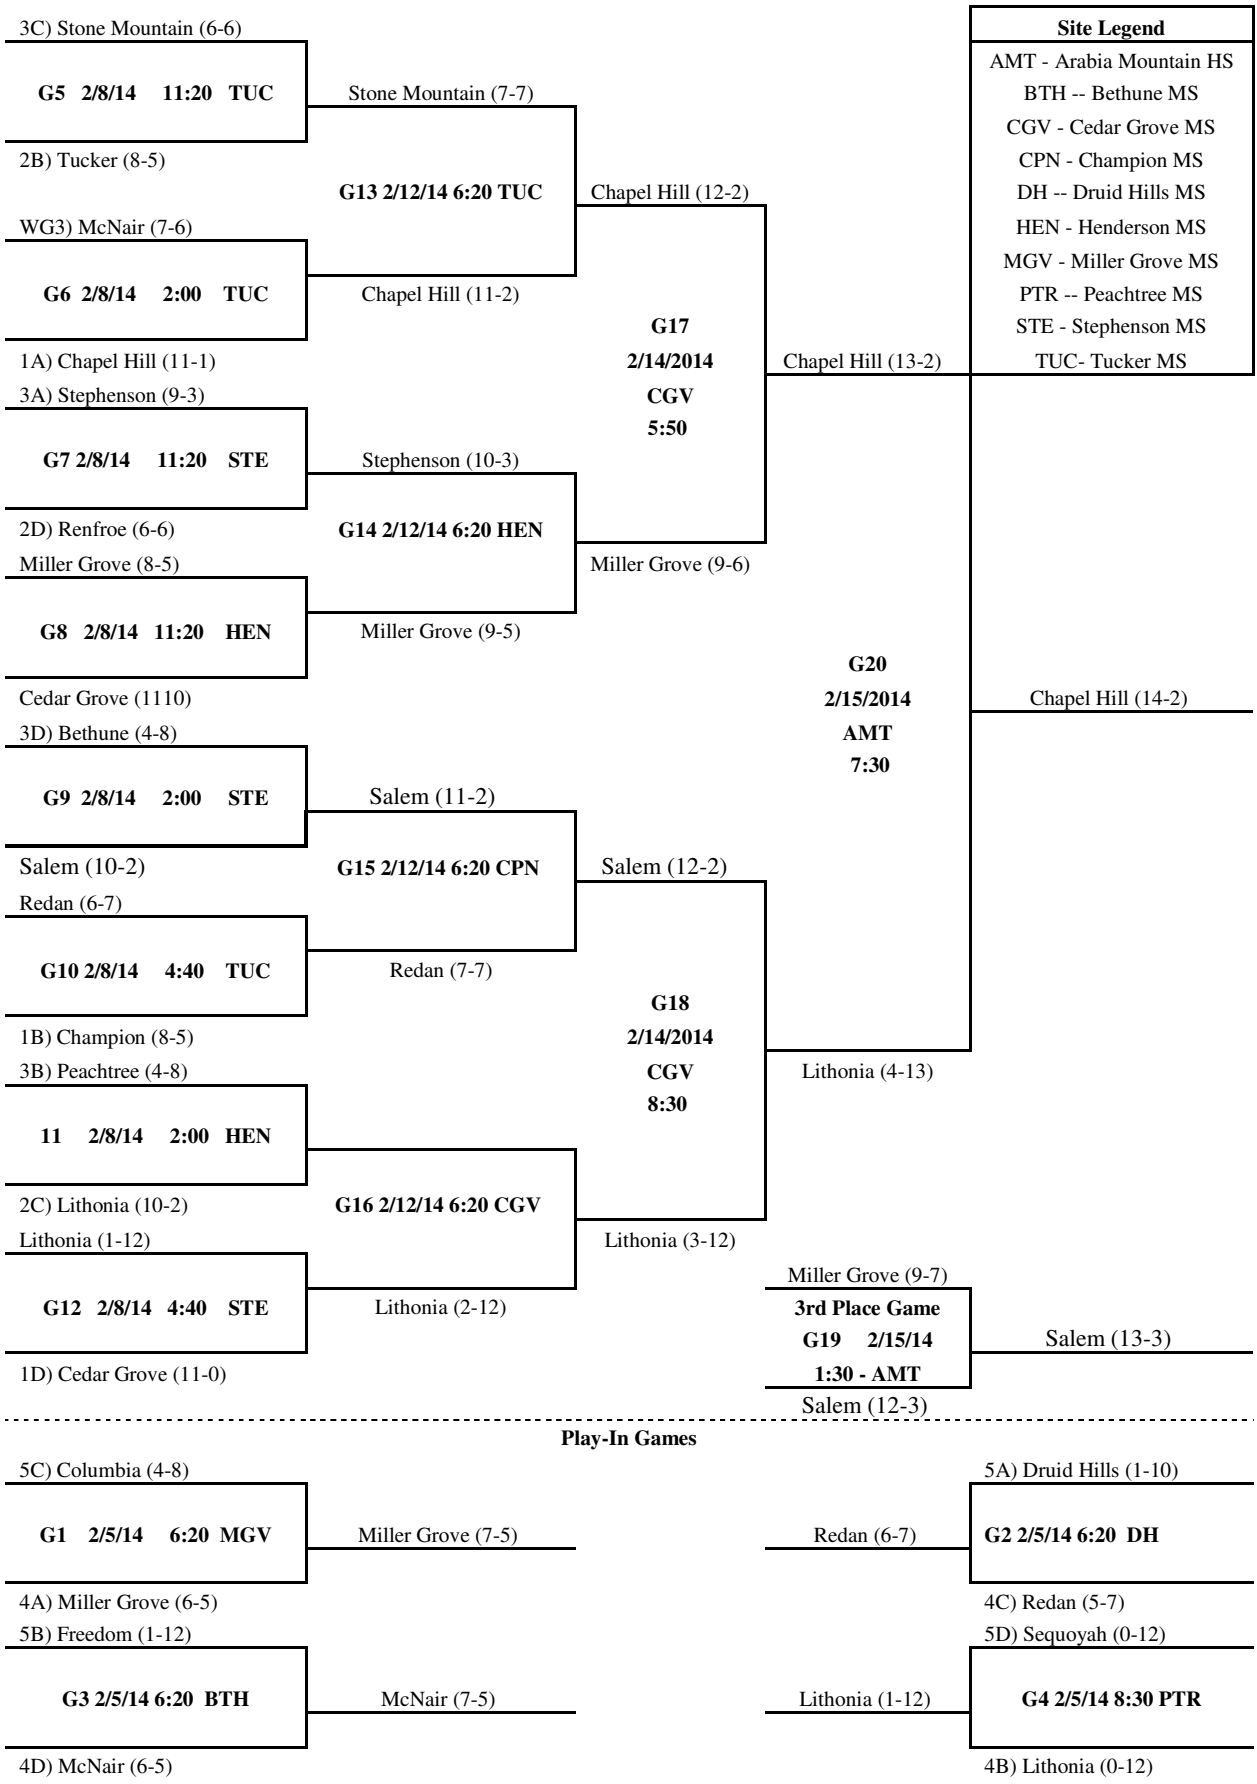 3C) Stone Mountain (6-6)
G5 2/8/14 11:20 TUC
2B) Tucker (8-5)
WG3) McNair (7-6)
G6 2/8/14 2:00 TUC
1A) Chapel Hill (11-1)
3A) Stephenson (9-3)
G7 2/8/14 11:20 STE
2D) Renfroe (6-6)
Miller Grove (8-5)
G8 2/8/14 11:20 HEN
Cedar Grove (1110)
3D) Bethune (4-8)
G9 2/8/14 2:00 STE
Salem (10-2)
Redan (6-7)
G10 2/8/14 4:40 TUC
1B) Champion (8-5)
3B) Peachtree (4-8)
11 2/8/14 2:00 HEN
2C) Lithonia (10-2)
Lithonia (1-12)
G12 2/8/14 4:40 STE
1D) Cedar Grove (11-0)
Stone Mountain (7-7)
G13 2/12/14 6:20 TUC
Chapel Hill (11-2)
Stephenson (10-3)
G14 2/12/14 6:20 HEN
Miller Grove (9-5)
Salem (11-2)
G15 2/12/14 6:20 CPN
Redan (7-7)
G16 2/12/14 6:20 CGV
Lithonia (2-12)
Chapel Hill (12-2)
G17
2/14/2014
CGV
5:50
Miller Grove (9-6)
Salem (12-2)
G18
2/14/2014
CGV
8:30
Lithonia (3-12)
Chapel Hill (13-2)
G20
2/15/2014
AMT
7:30
Lithonia (4-13)
Chapel Hill (14-2)
Miller Grove (9-7)
3rd Place Game
G19 2/15/14
1:30 - AMT
Salem (12-3)
Salem (13-3)
Site Legend
AMT - Arabia Mountain HS
BTH -- Bethune MS
CGV - Cedar Grove MS
CPN - Champion MS
DH -- Druid Hills MS
HEN - Henderson MS
MGV - Miller Grove MS
PTR -- Peachtree MS
STE - Stephenson MS
TUC- Tucker MS
Play-In Games
5C) Columbia (4-8)
G1 2/5/14 6:20 MGV
4A) Miller Grove (6-5)
Miller Grove (7-5)
5B) Freedom (1-12)
G3 2/5/14 6:20 BTH
4D) McNair (6-5)
McNair (7-5)
5A) Druid Hills (1-10)
G2 2/5/14 6:20 DH
4C) Redan (5-7)
Redan (6-7)
5D) Sequoyah (0-12)
G4 2/5/14 8:30 PTR
4B) Lithonia (0-12)
Lithonia (1-12)